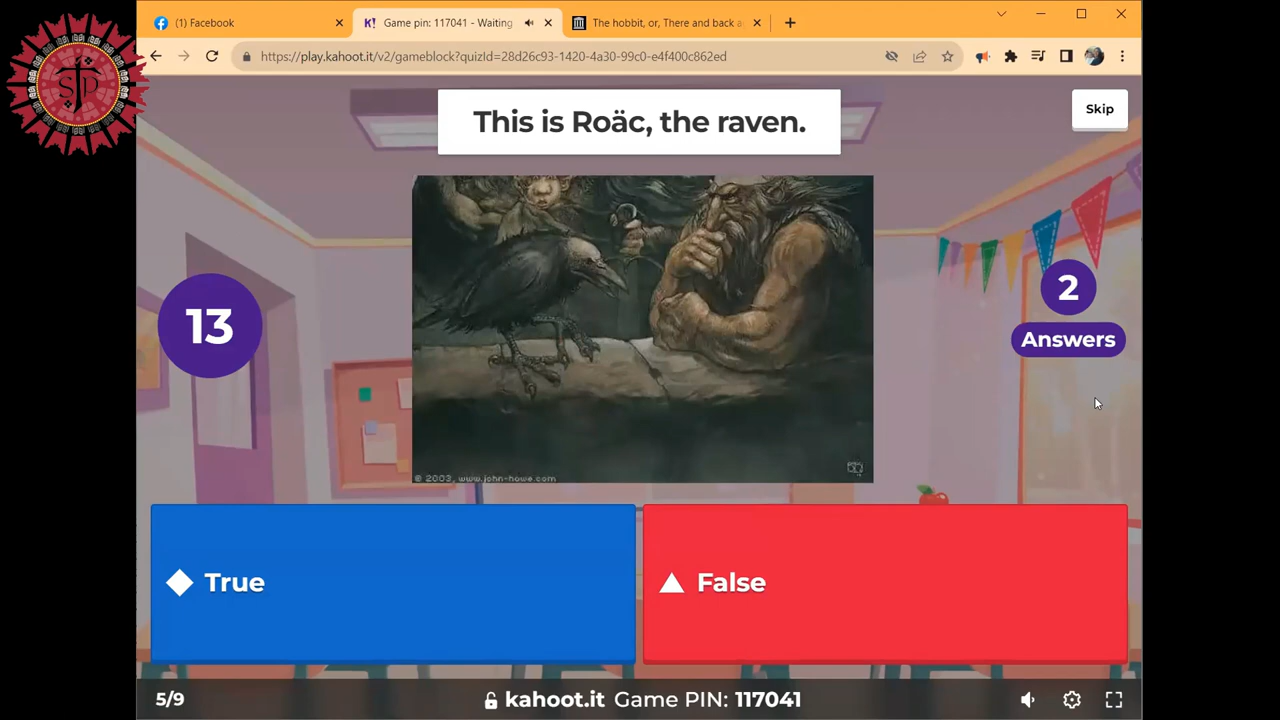 (1) Facebook
K! Game pin: 117041 - Waiting
The hobbit, or, There and back a
https://play.kahoot.it/v2/gameblock?quizId=28d26c93-1420-4a30-99c0-e4f400c862ed
STP
This is Roäc, the raven.
Skip
13
2
Answers
© 2003, www.john-howe.com
True
False
5/9
kahoot.it Game PIN: 117041